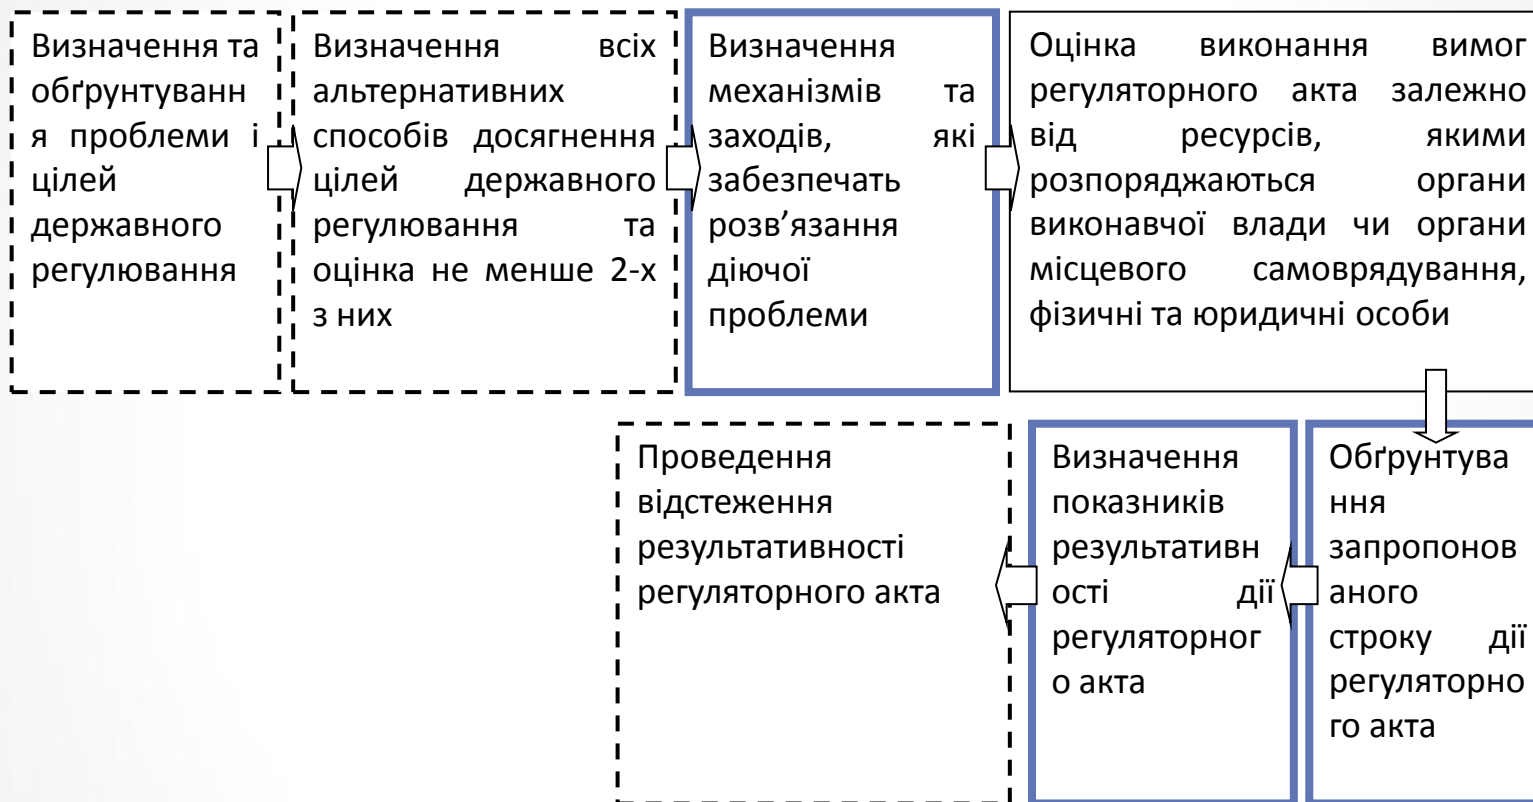 Визначення та
обґрунтуванн
я проблеми і
цілей
державного
регулювання
Визначення всіх
альтернативних
способів досягнення
цілей державного
регулювання та
оцінка не менше 2-х
з них
Визначення
механізмів та
заходів, які
забезпечать
розв’язання
діючої
проблеми
Оцінка виконання вимог
регуляторного акта залежно
від ресурсів, якими
розпоряджаються органи
виконавчої влади чи органи
місцевого самоврядування,
фізичні та юридичні особи
Обґрунтува
ння
запропонов
аного
строку дії
регуляторно
го акта
Визначення
показників
результативн
ості дії
регуляторног
о акта
Проведення
відстеження
результативності
регуляторного акта